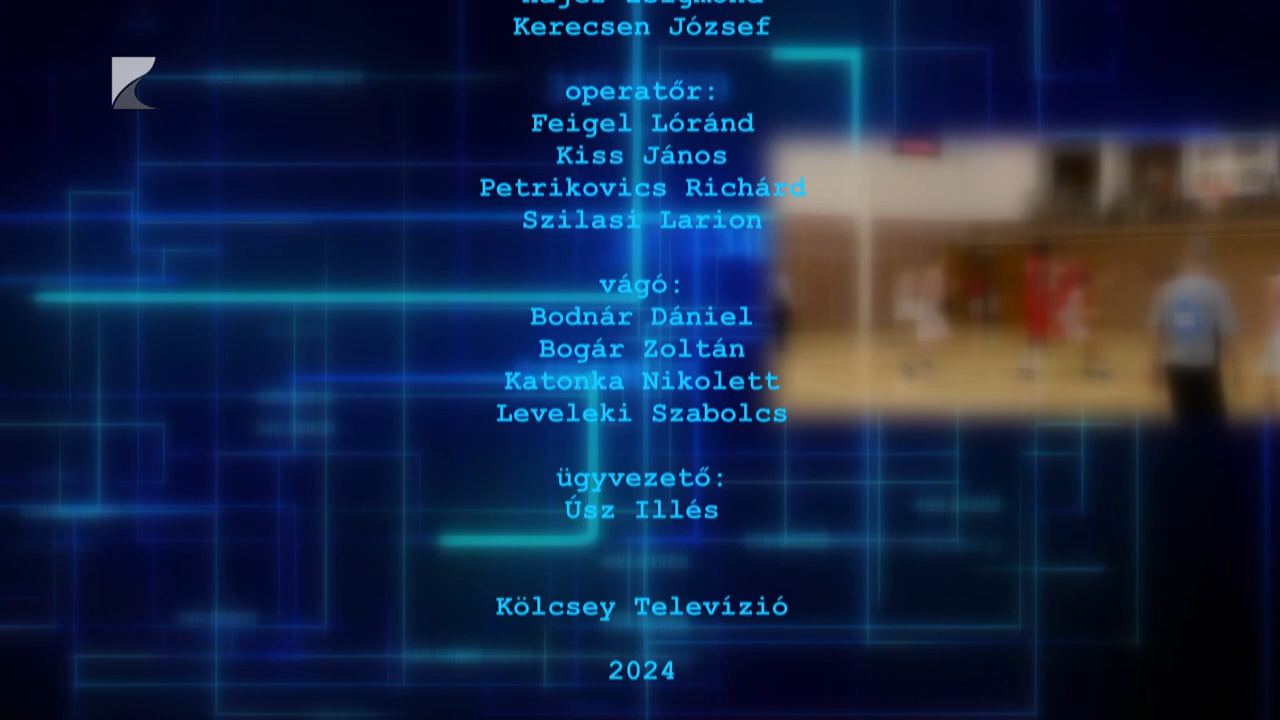 Kerecsen József
operatőr:
Feigel Lóránd
Kiss János
Petrikovics Richárd
Szilasi Larion
vágó:
Bodnár Dániel
Bogár Zoltán
Katonka Nikolett
Leveleki Szabolcs
ügyvezető:
Úsz Illés
Kölcsey Televízió
2024